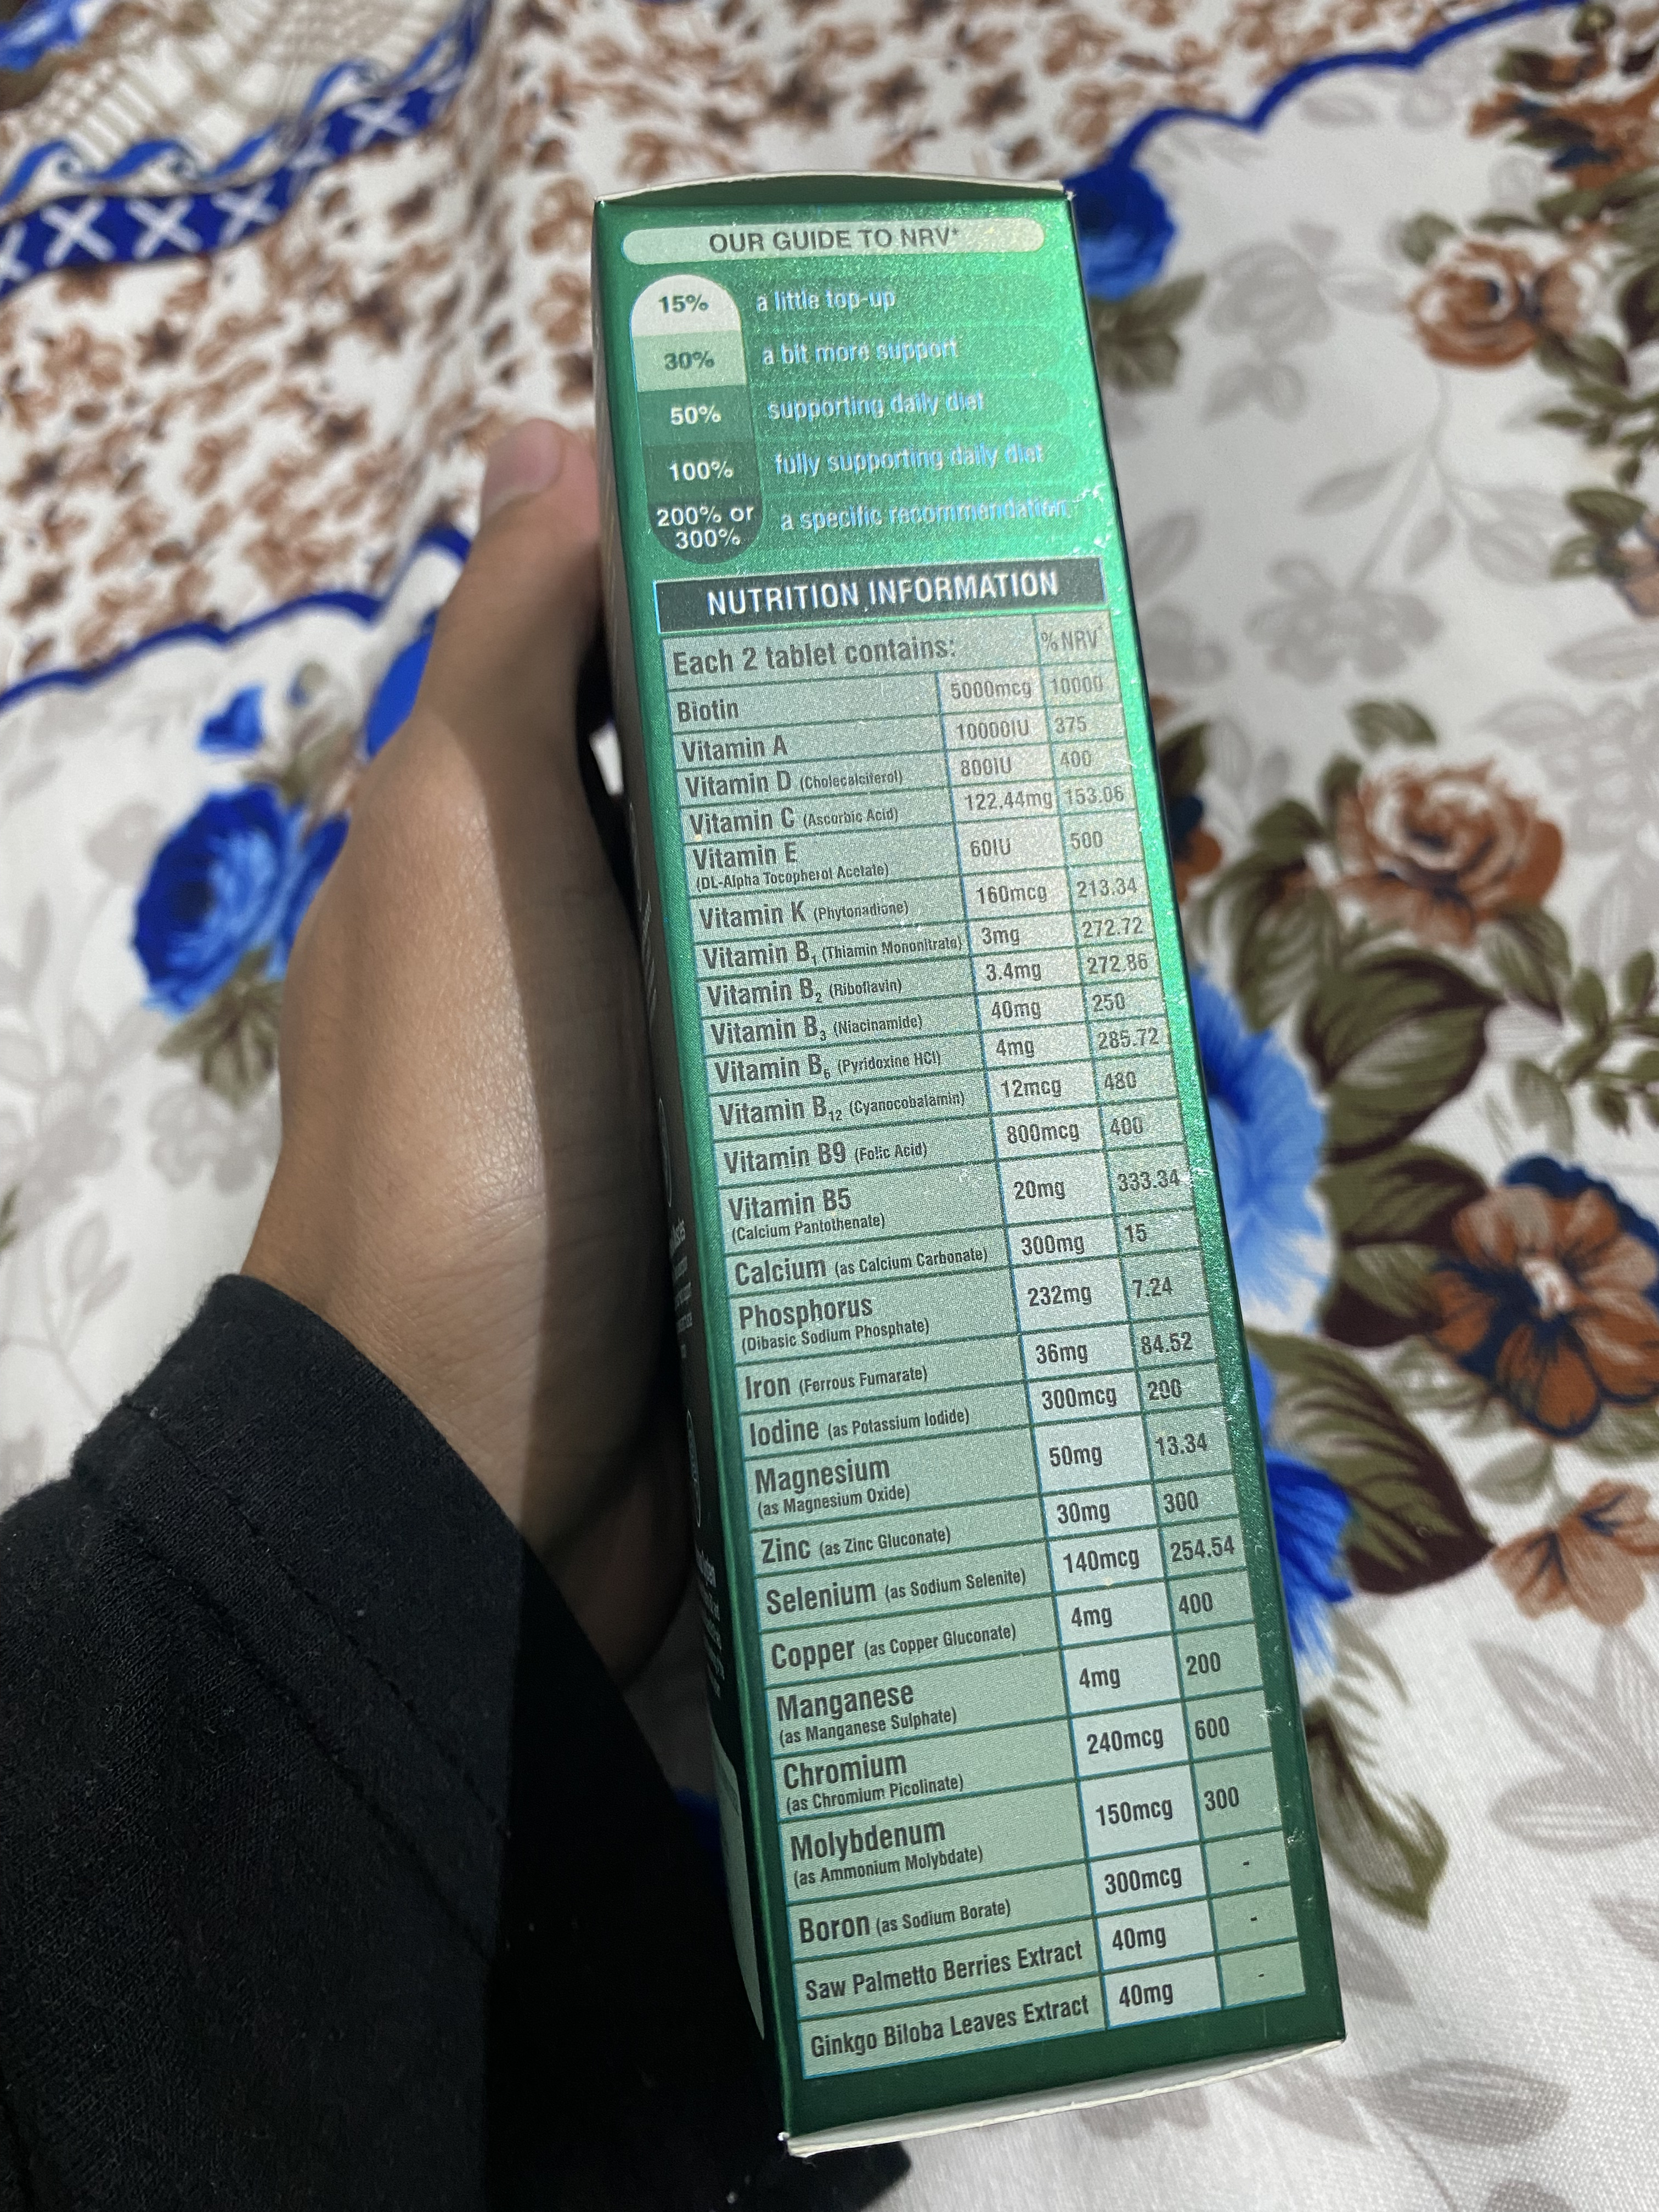 OUR GUIDE TO NRV*
15% a little top-up
30% a bit more support
50% supporting daily diet
100% fully supporting daily diet
200% or 300% a specific recommendation
NUTRITION INFORMATION
Each 2 tablet contains: %NRV*
Biotin 5000mcg 10000
Vitamin A 10000IU 375
Vitamin D (Cholecalciferol) 800IU 400
Vitamin C (Ascorbic Acid) 122.44mg 153.06
Vitamin E 60IU 500
(DL-Alpha Tocopherol Acetate)
Vitamin K (Phytonadione) 160mcg 213.34
Vitamin B₁ (Thiamin Mononitrate) 3mg 272.72
Vitamin B₂ (Riboflavin) 3.4mg 272.86
Vitamin B₃ (Niacinamide) 40mg 250
Vitamin B₆ (Pyridoxine HCl) 4mg 285.72
Vitamin B₁₂ (Cyanocobalamin) 12mcg 480
Vitamin B9 (Folic Acid) 800mcg 400
Vitamin B5 20mg 333.34
(Calcium Pantothenate)
Calcium (as Calcium Carbonate) 300mg 15
Phosphorus 232mg 7.24
(Dibasic Sodium Phosphate)
Iron (Ferrous Fumarate) 36mg 84.52
Iodine (as Potassium Iodide) 300mcg 200
Magnesium 50mg 13.34
(as Magnesium Oxide)
Zinc (as Zinc Gluconate) 30mg 300
Selenium (as Sodium Selenite) 140mcg 254.54
Copper (as Copper Gluconate) 4mg 400
Manganese 4mg 200
(as Manganese Sulphate)
Chromium 240mcg 600
(as Chromium Picolinate)
Molybdenum 150mcg 300
(as Ammonium Molybdate)
Boron (as Sodium Borate) 300mcg -
Saw Palmetto Berries Extract 40mg -
Ginkgo Biloba Leaves Extract 40mg -